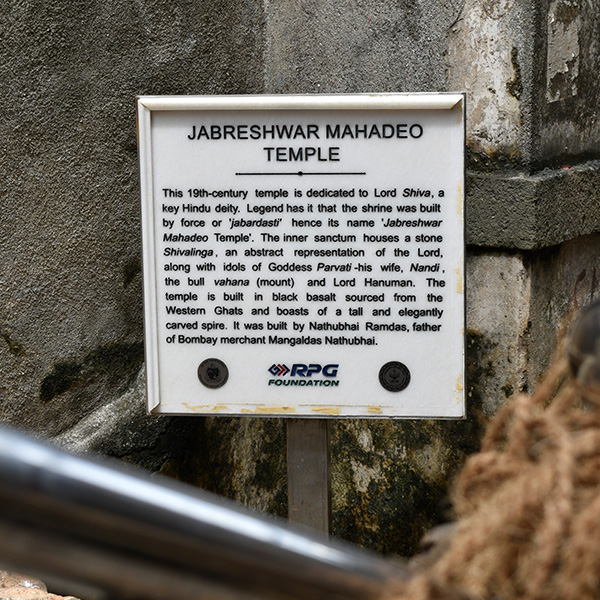 JABRESHWAR MAHADEO
TEMPLE
This 19th-century temple is dedicated to Lord Shiva, a
key Hindu deity. Legend has it that the shrine was built
by force or 'jabardasti' hence its name 'Jabreshwar
Mahadeo Temple'. The inner sanctum houses a stone
Shivalinga, an abstract representation of the Lord,
along with idols of Goddess Parvati -his wife, Nandi,
the bull vahana (mount) and Lord Hanuman. The
temple is built in black basalt sourced from the
Western Ghats and boasts of a tall and elegantly
carved spire. It was built by Nathubhai Ramdas, father
of Bombay merchant Mangaldas Nathubhai.
RPG
FOUNDATION